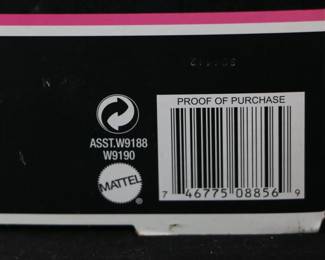 ASST.W9188
W9190
MATTEL
®
PROOF OF PURCHASE
7 46775 08856 9